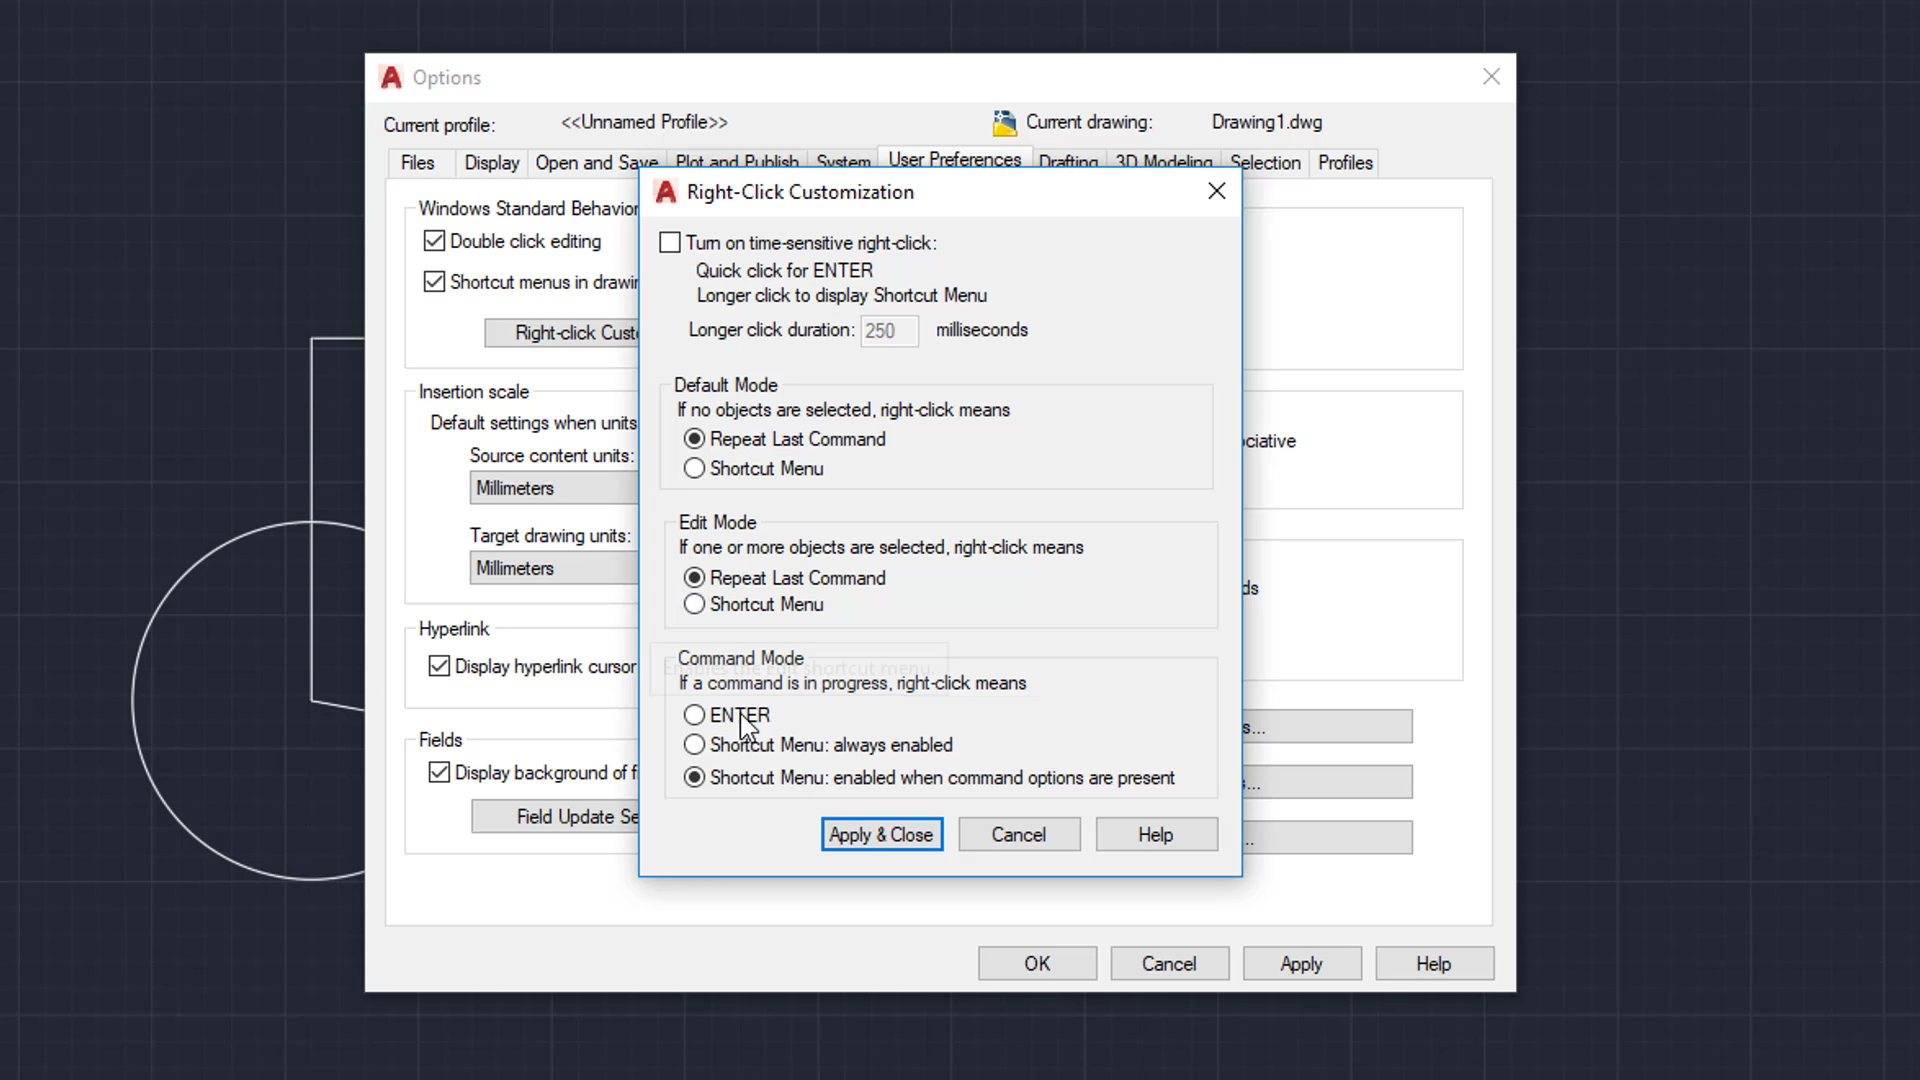 Options
Current profile: <<Unnamed Profile>> Current drawing: Drawing1.dwg
Files Display Open and Save Plot and Publish System User Preferences Drafting 3D Modeling Selection Profiles
Right-Click Customization
Windows Standard Behavior
Double click editing
Shortcut menus in
Right-click
Insertion scale
Default settings when units
Source content units:
Millimeters
Target drawing units:
Millimeters
Hyperlink
Display hyperlink cursor
Fields
Display background of
Field Update
Turn on time-sensitive right-click:
Quick click for ENTER
Longer click to display Shortcut Menu
Longer click duration: 250 milliseconds
Default Mode
If no objects are selected, right-click means
Repeat Last Command
Shortcut Menu
Edit Mode
If one or more objects are selected, right-click means
Repeat Last Command
Shortcut Menu
Command Mode
Enables the Edit shortcut menu.
If a command is in progress, right-click means
ENTER
Shortcut Menu: always enabled
Shortcut Menu: enabled when command options are present
Apply & Close Cancel Help
OK Cancel Apply Help